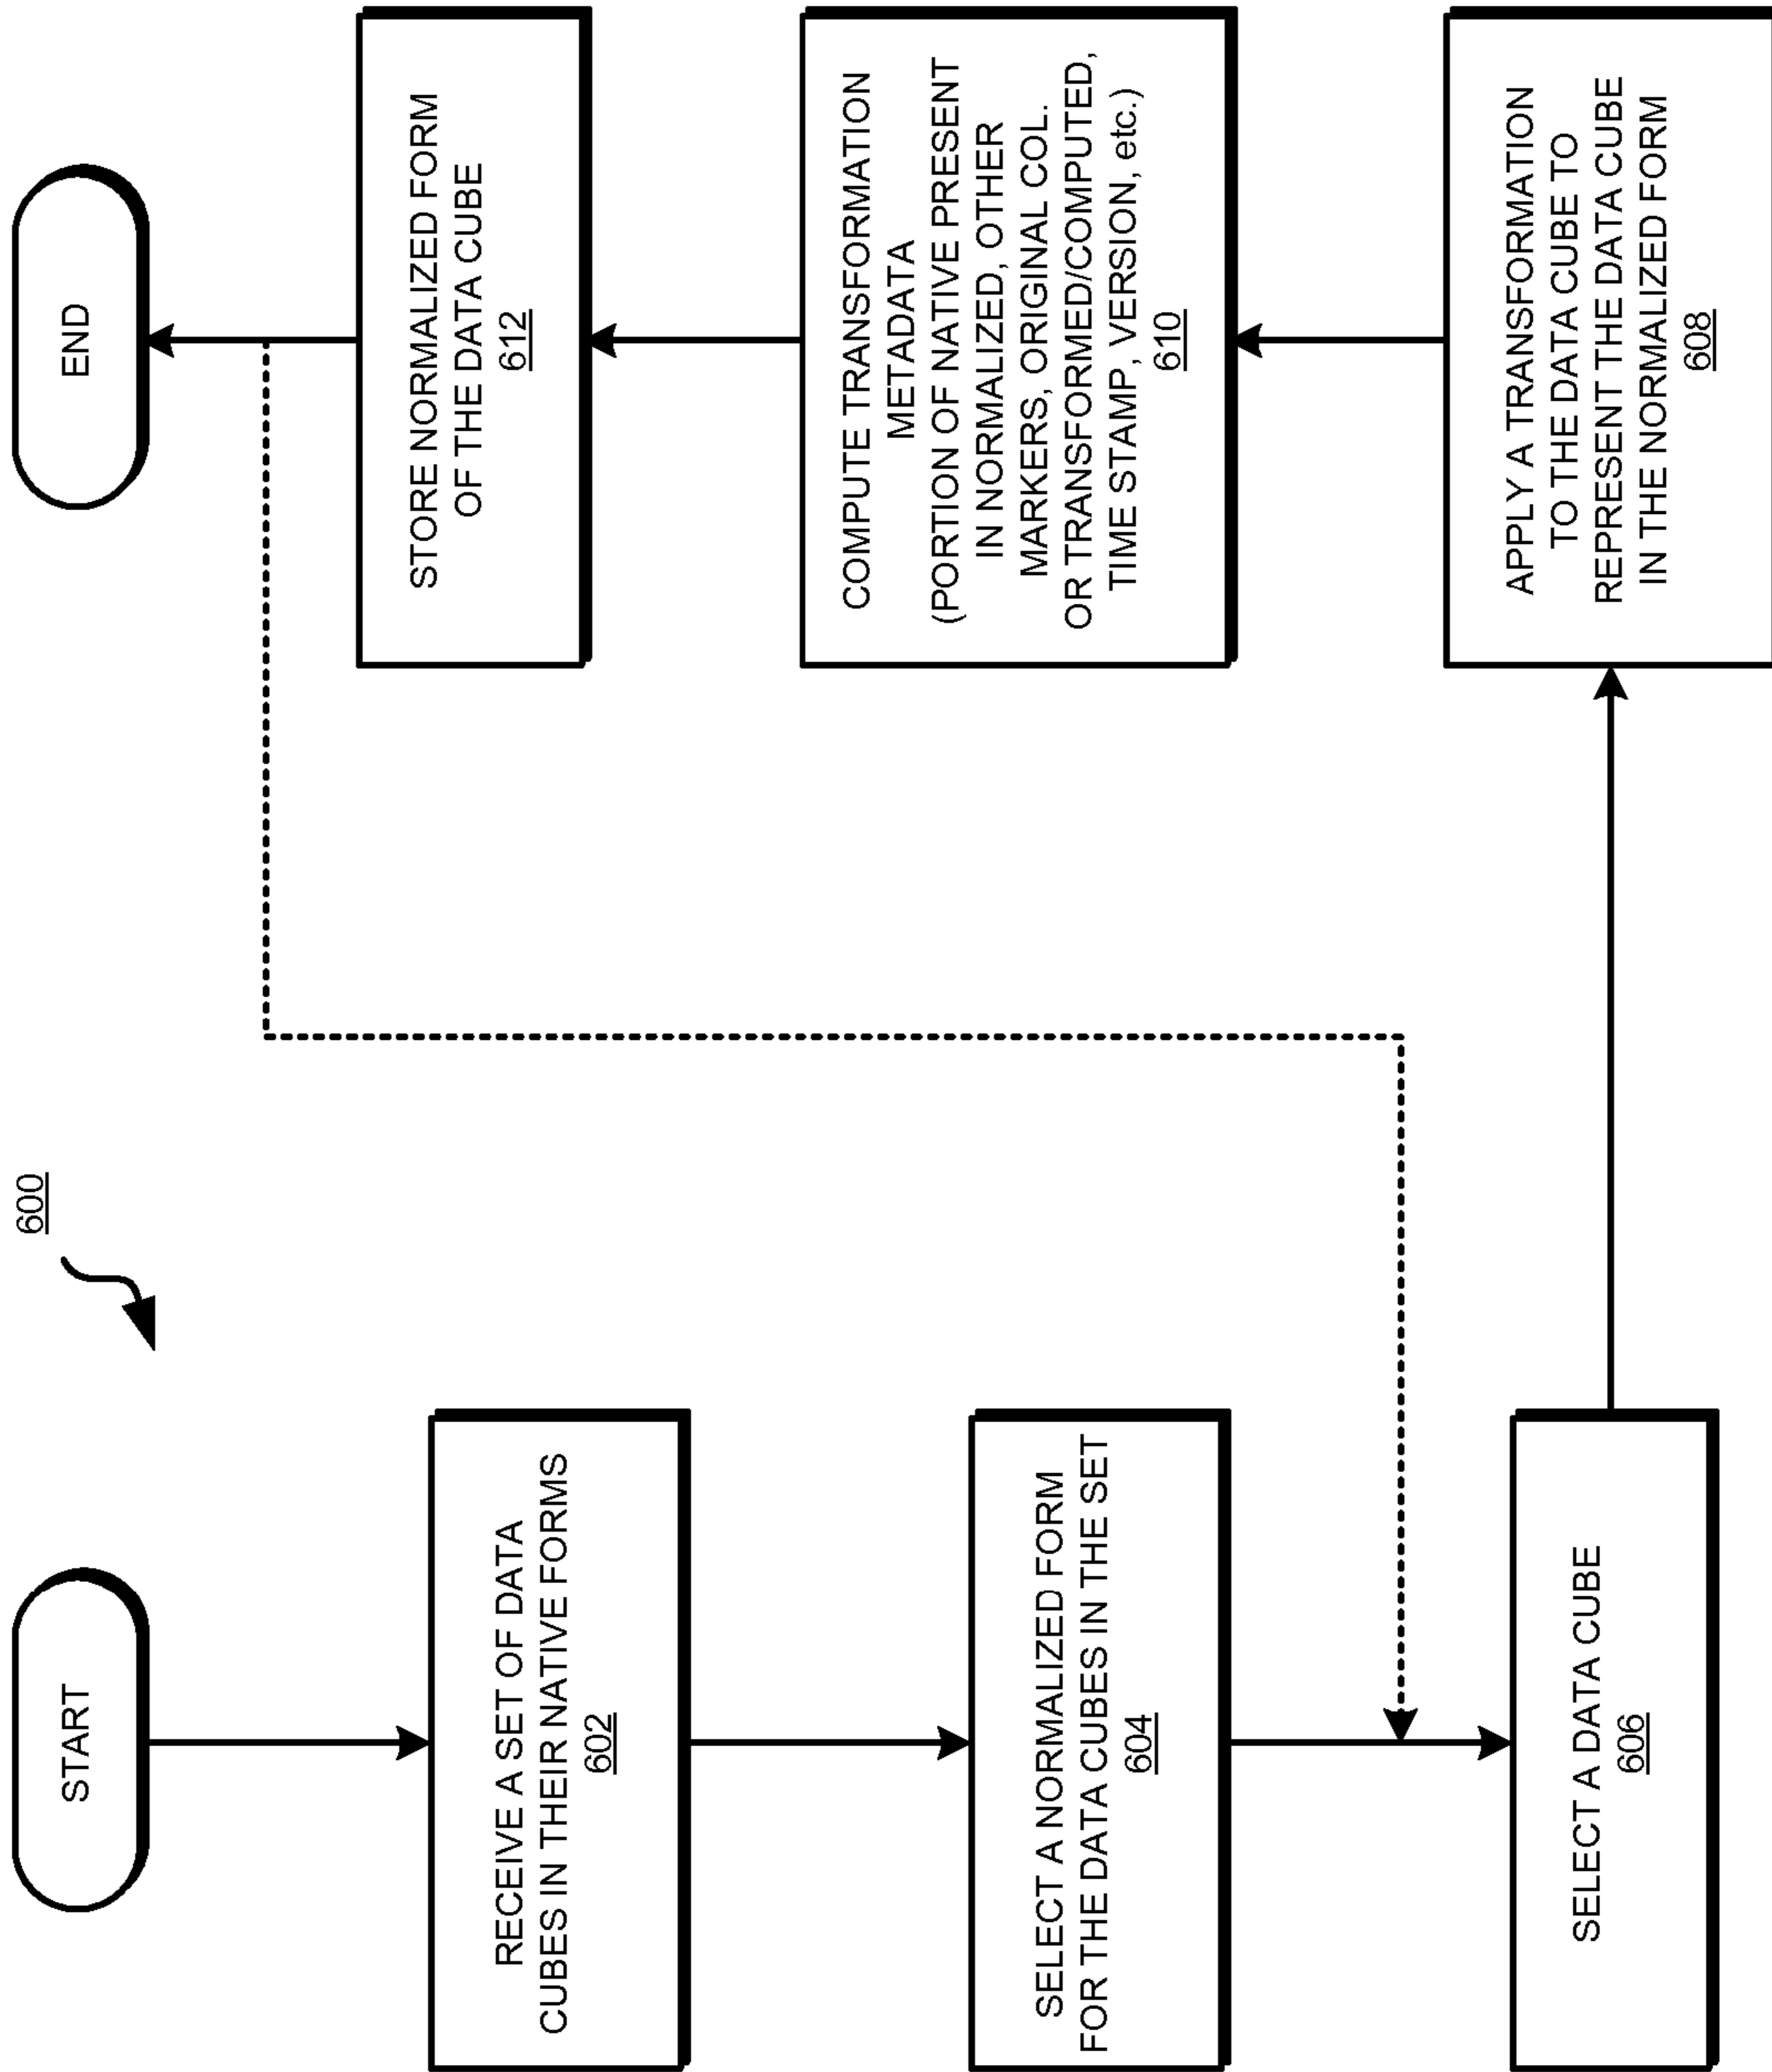 600
START
RECEIVE A SET OF DATA
CUBES IN THEIR NATIVE FORMS
602
SELECT A NORMALIZED FORM
FOR THE DATA CUBES IN THE SET
604
SELECT A DATA CUBE
606
APPLY A TRANSFORMATION
TO THE DATA CUBE TO
REPRESENT THE DATA CUBE
IN THE NORMALIZED FORM
608
COMPUTE TRANSFORMATION
METADATA
(PORTION OF NATIVE PRESENT
IN NORMALIZED, OTHER
MARKERS, ORIGINAL COL.
OR TRANSFORMED/COMPUTED,
TIME STAMP, VERSION, etc.)
610
STORE NORMALIZED FORM
OF THE DATA CUBE
612
END